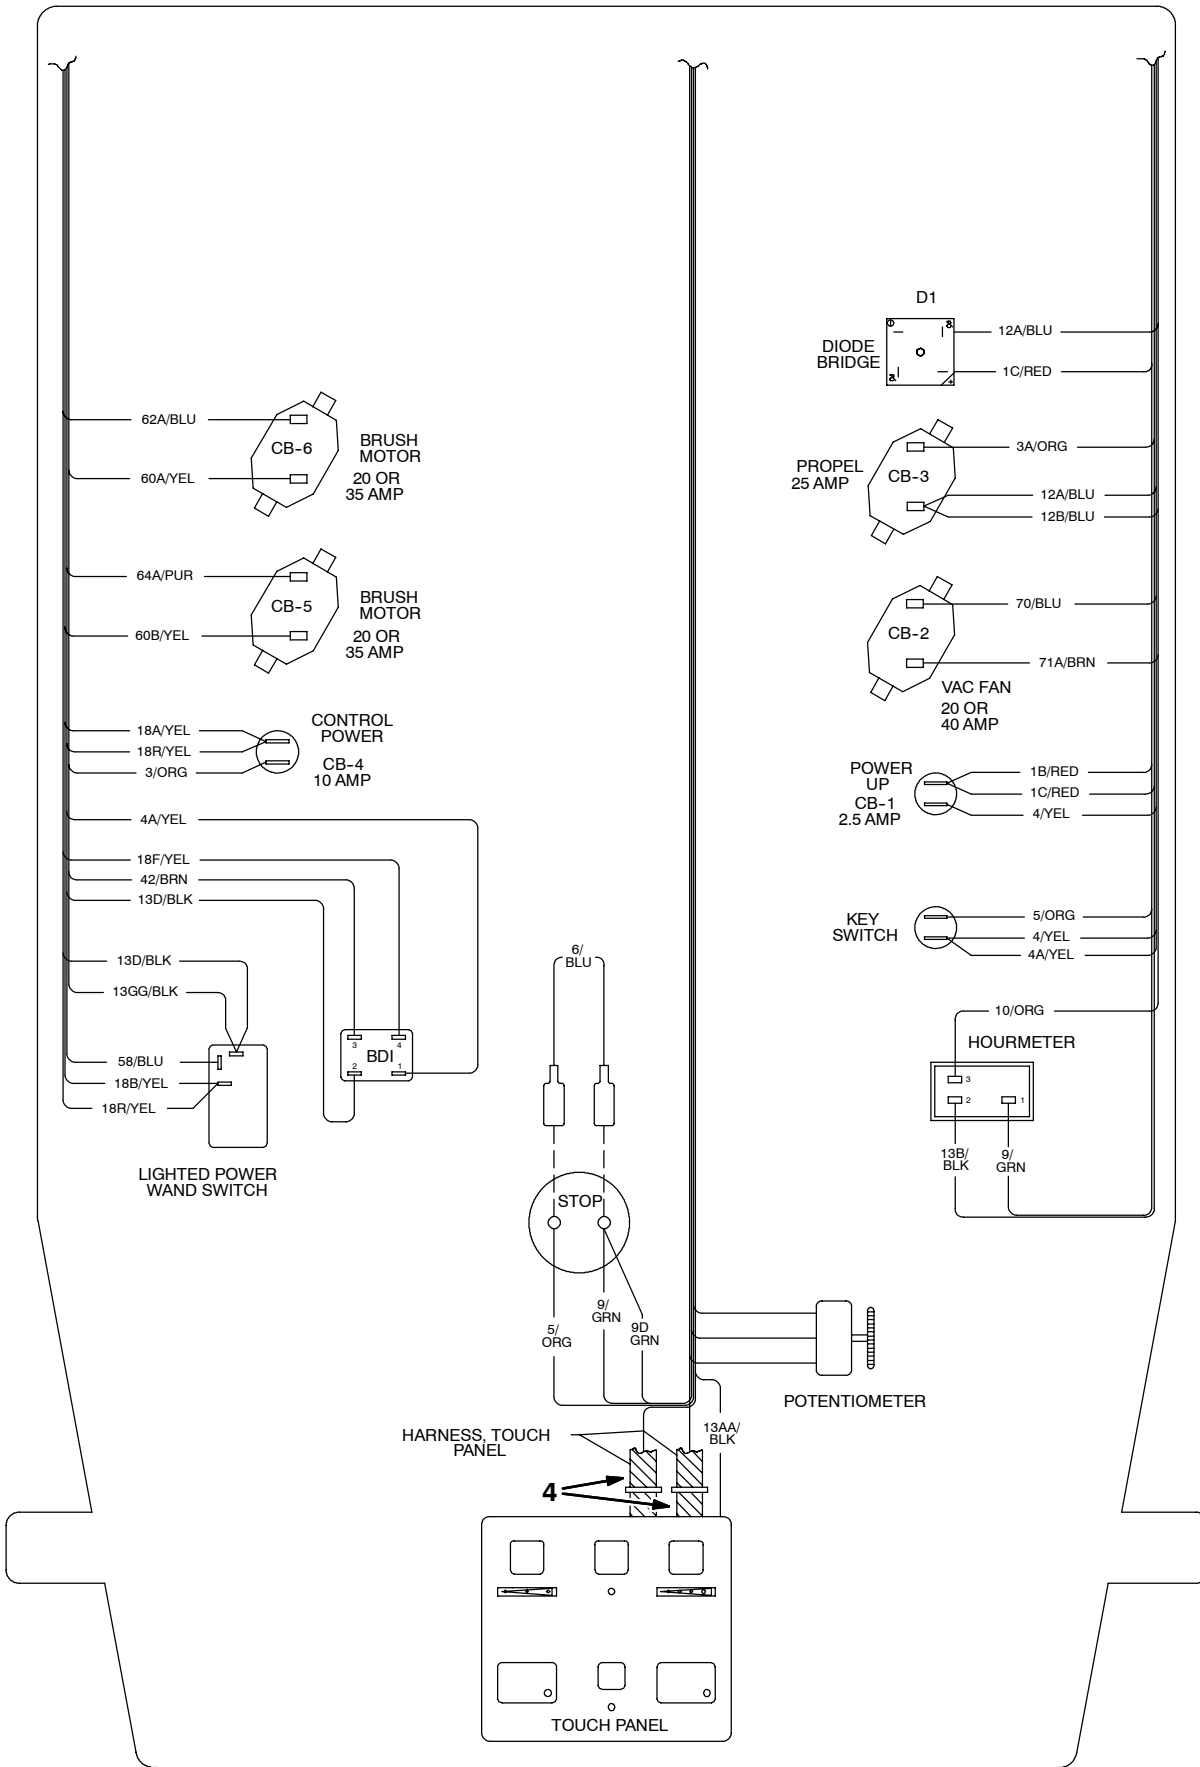 D1
12A/BLU
DIODE
BRIDGE
1C/RED
62A/BLU
CB-6
BRUSH
MOTOR
60A/YEL
20 OR
35 AMP
3A/ORG
PROPEL
25 AMP
CB-3
12A/BLU
12B/BLU
64A/PUR
CB-5
BRUSH
MOTOR
60B/YEL
20 OR
35 AMP
70/BLU
CB-2
71A/BRN
VAC FAN
20 OR
40 AMP
18A/YEL
18R/YEL
3/ORG
CONTROL
POWER
CB-4
10 AMP
POWER
UP
CB-1
2.5 AMP
1B/RED
1C/RED
4/YEL
4A/YEL
18F/YEL
42/BRN
13D/BLK
KEY
SWITCH
5/ORG
4/YEL
4A/YEL
13D/BLK
13GG/BLK
6/
BLU
10/ORG
HOURMETER
3
4
BDI
2
1
58/BLU
18B/YEL
18R/YEL
3
2
1
13B/
BLK
9/
GRN
LIGHTED POWER
WAND SWITCH
STOP
5/
ORG
9/
GRN
9D
GRN
POTENTIOMETER
HARNESS, TOUCH
PANEL
13AA/
BLK
4
TOUCH PANEL